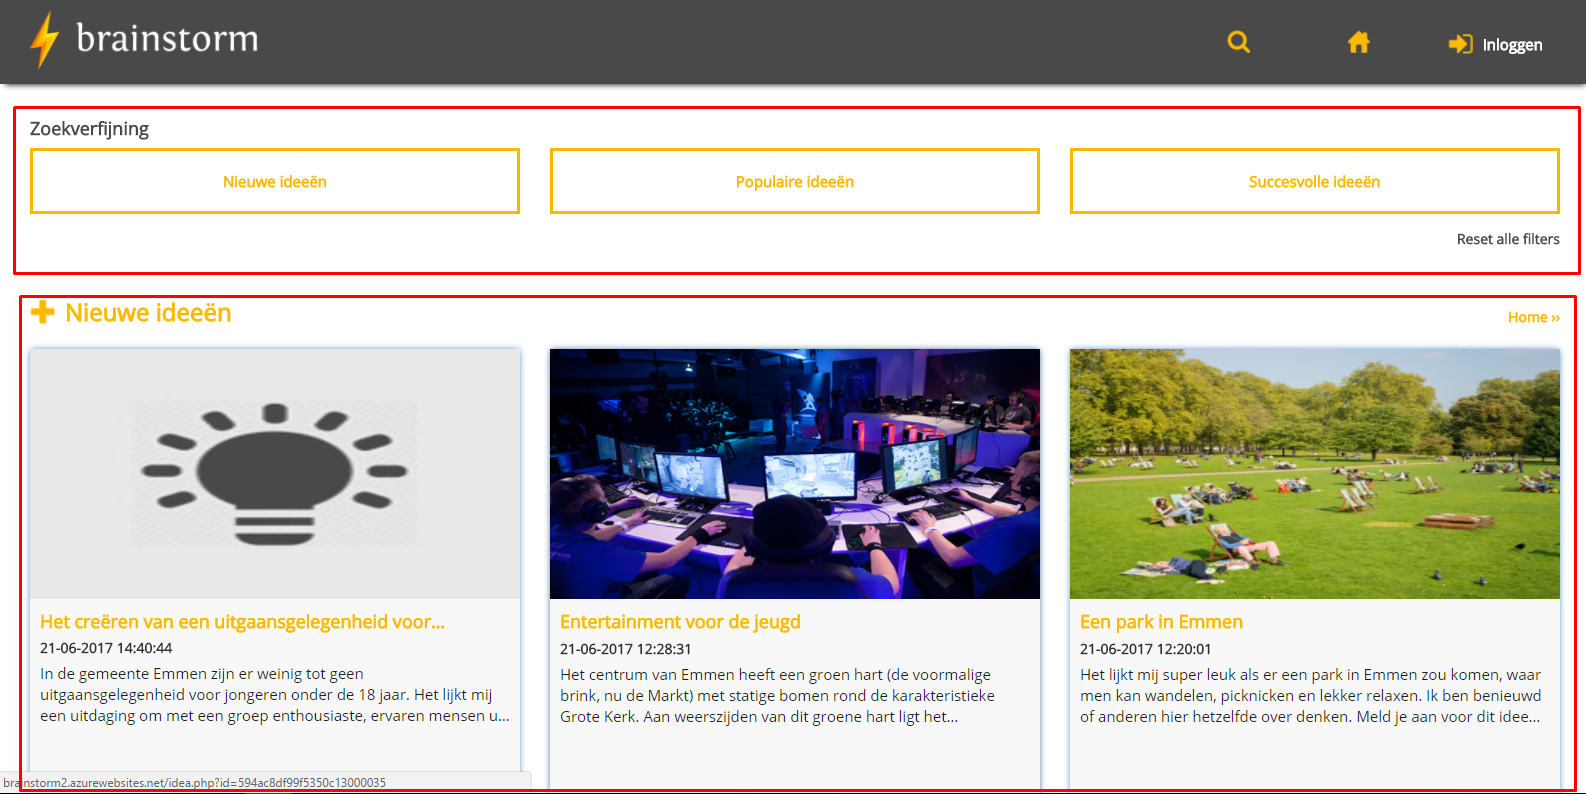 brainstorm
Inloggen
Zoekverfijning
Nieuwe ideeën
Populaire ideeën
Succesvolle ideeën
Reset alle filters
Nieuwe ideeën
Home »
Het creëren van een uitgaansgelegenheid voor...
21-06-2017 14:40:44
In de gemeente Emmen zijn er weinig tot geen
uitgaansgelegenheid voor jongeren onder de 18 jaar. Het lijkt mij
een uitdaging om met een groep enthousiaste, ervaren mensen u...
Entertainment voor de jeugd
21-06-2017 12:28:31
Het centrum van Emmen heeft een groen hart (de voormalige
brink, nu de Markt) met statige bomen rond de karakteristieke
Grote Kerk. Aan weerszijden van dit groene hart ligt het...
Een park in Emmen
21-06-2017 12:20:01
Het lijkt mij super leuk als er een park in Emmen zou komen, waar
men kan wandelen, picknicken en lekker relaxen. Ik ben benieuwd
of anderen hier hetzelfde over denken. Meld je aan voor dit idee...
brainstorm2.azurewebsites.net/idea.php?id=594ac8df99f5350c13000035